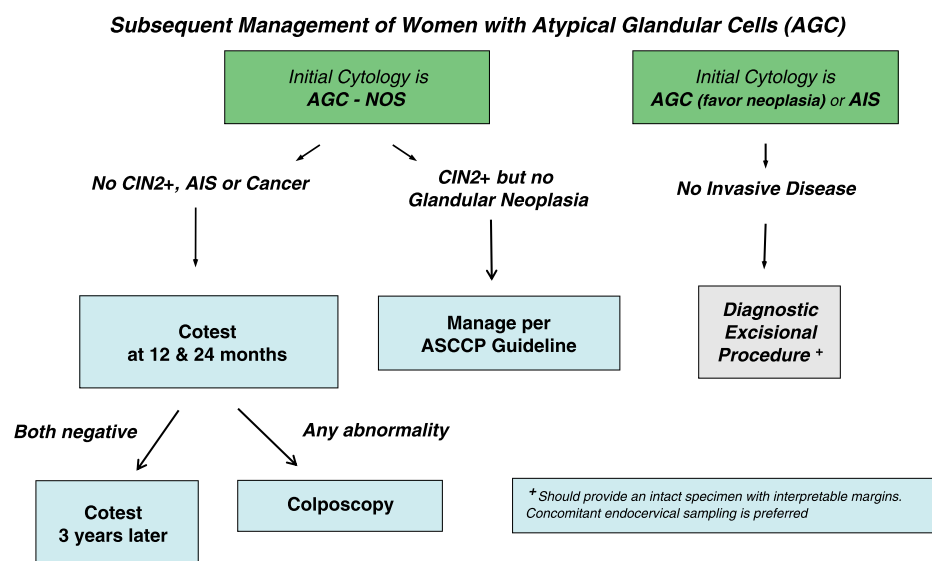 Subsequent Management of Women with Atypical Glandular Cells (AGC)
Initial Cytology is
AGC - NOS
Initial Cytology is
AGC (favor neoplasia) or AIS
No CIN2+, AIS or Cancer
CIN2+ but no
Glandular Neoplasia
No Invasive Disease
Cotest
at 12 & 24 months
Manage per
ASCCP Guideline
Diagnostic
Excisional
Procedure +
Both negative
Any abnormality
Cotest
3 years later
Colposcopy
+ Should provide an intact specimen with interpretable margins.
Concomitant endocervical sampling is preferred